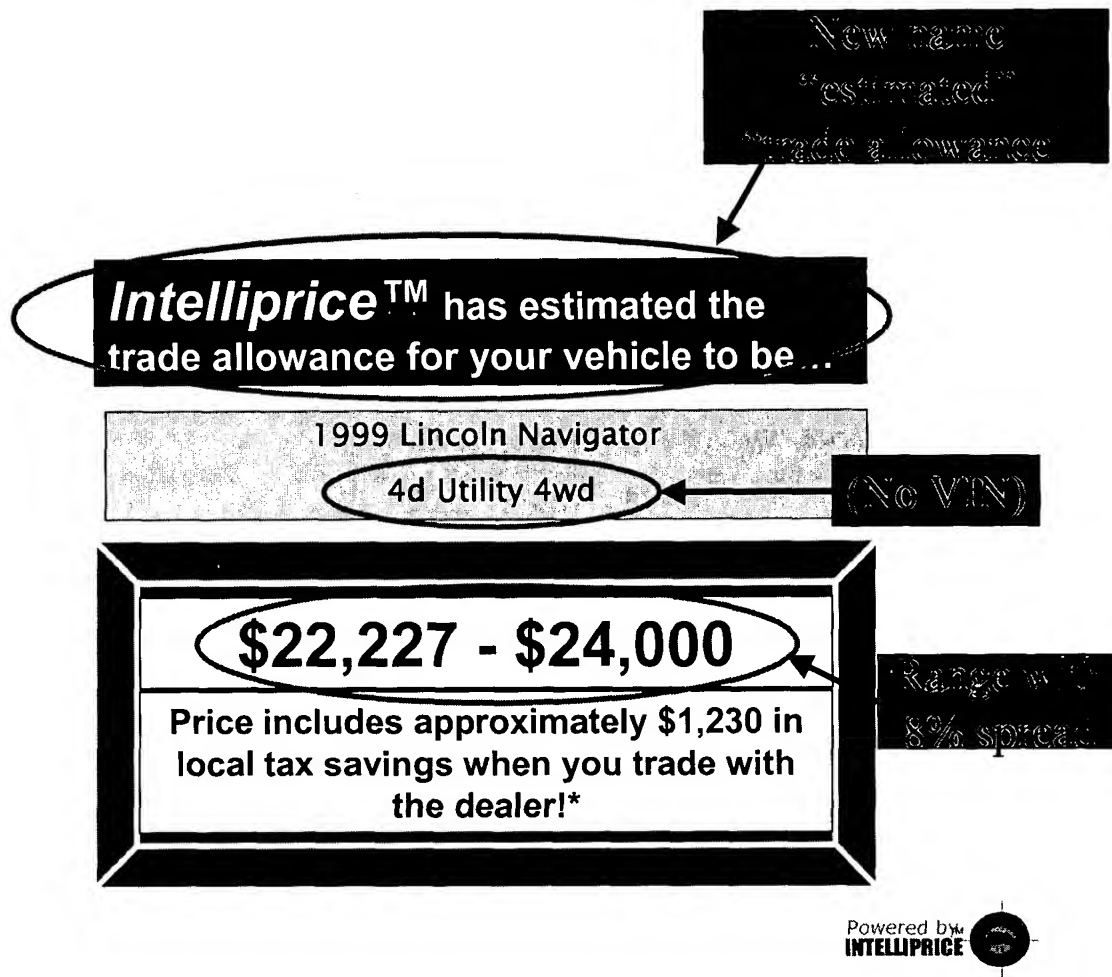 New name
"estimated"
"trade allowance"
Intelliprice™ has estimated the
trade allowance for your vehicle to be...
1999 Lincoln Navigator
4d Utility 4wd
(No VIN)
$22,227 - $24,000
Range with
8% spread
Price includes approximately $1,230 in
local tax savings when you trade with
the dealer!*
Powered by
INTELLIPRICE